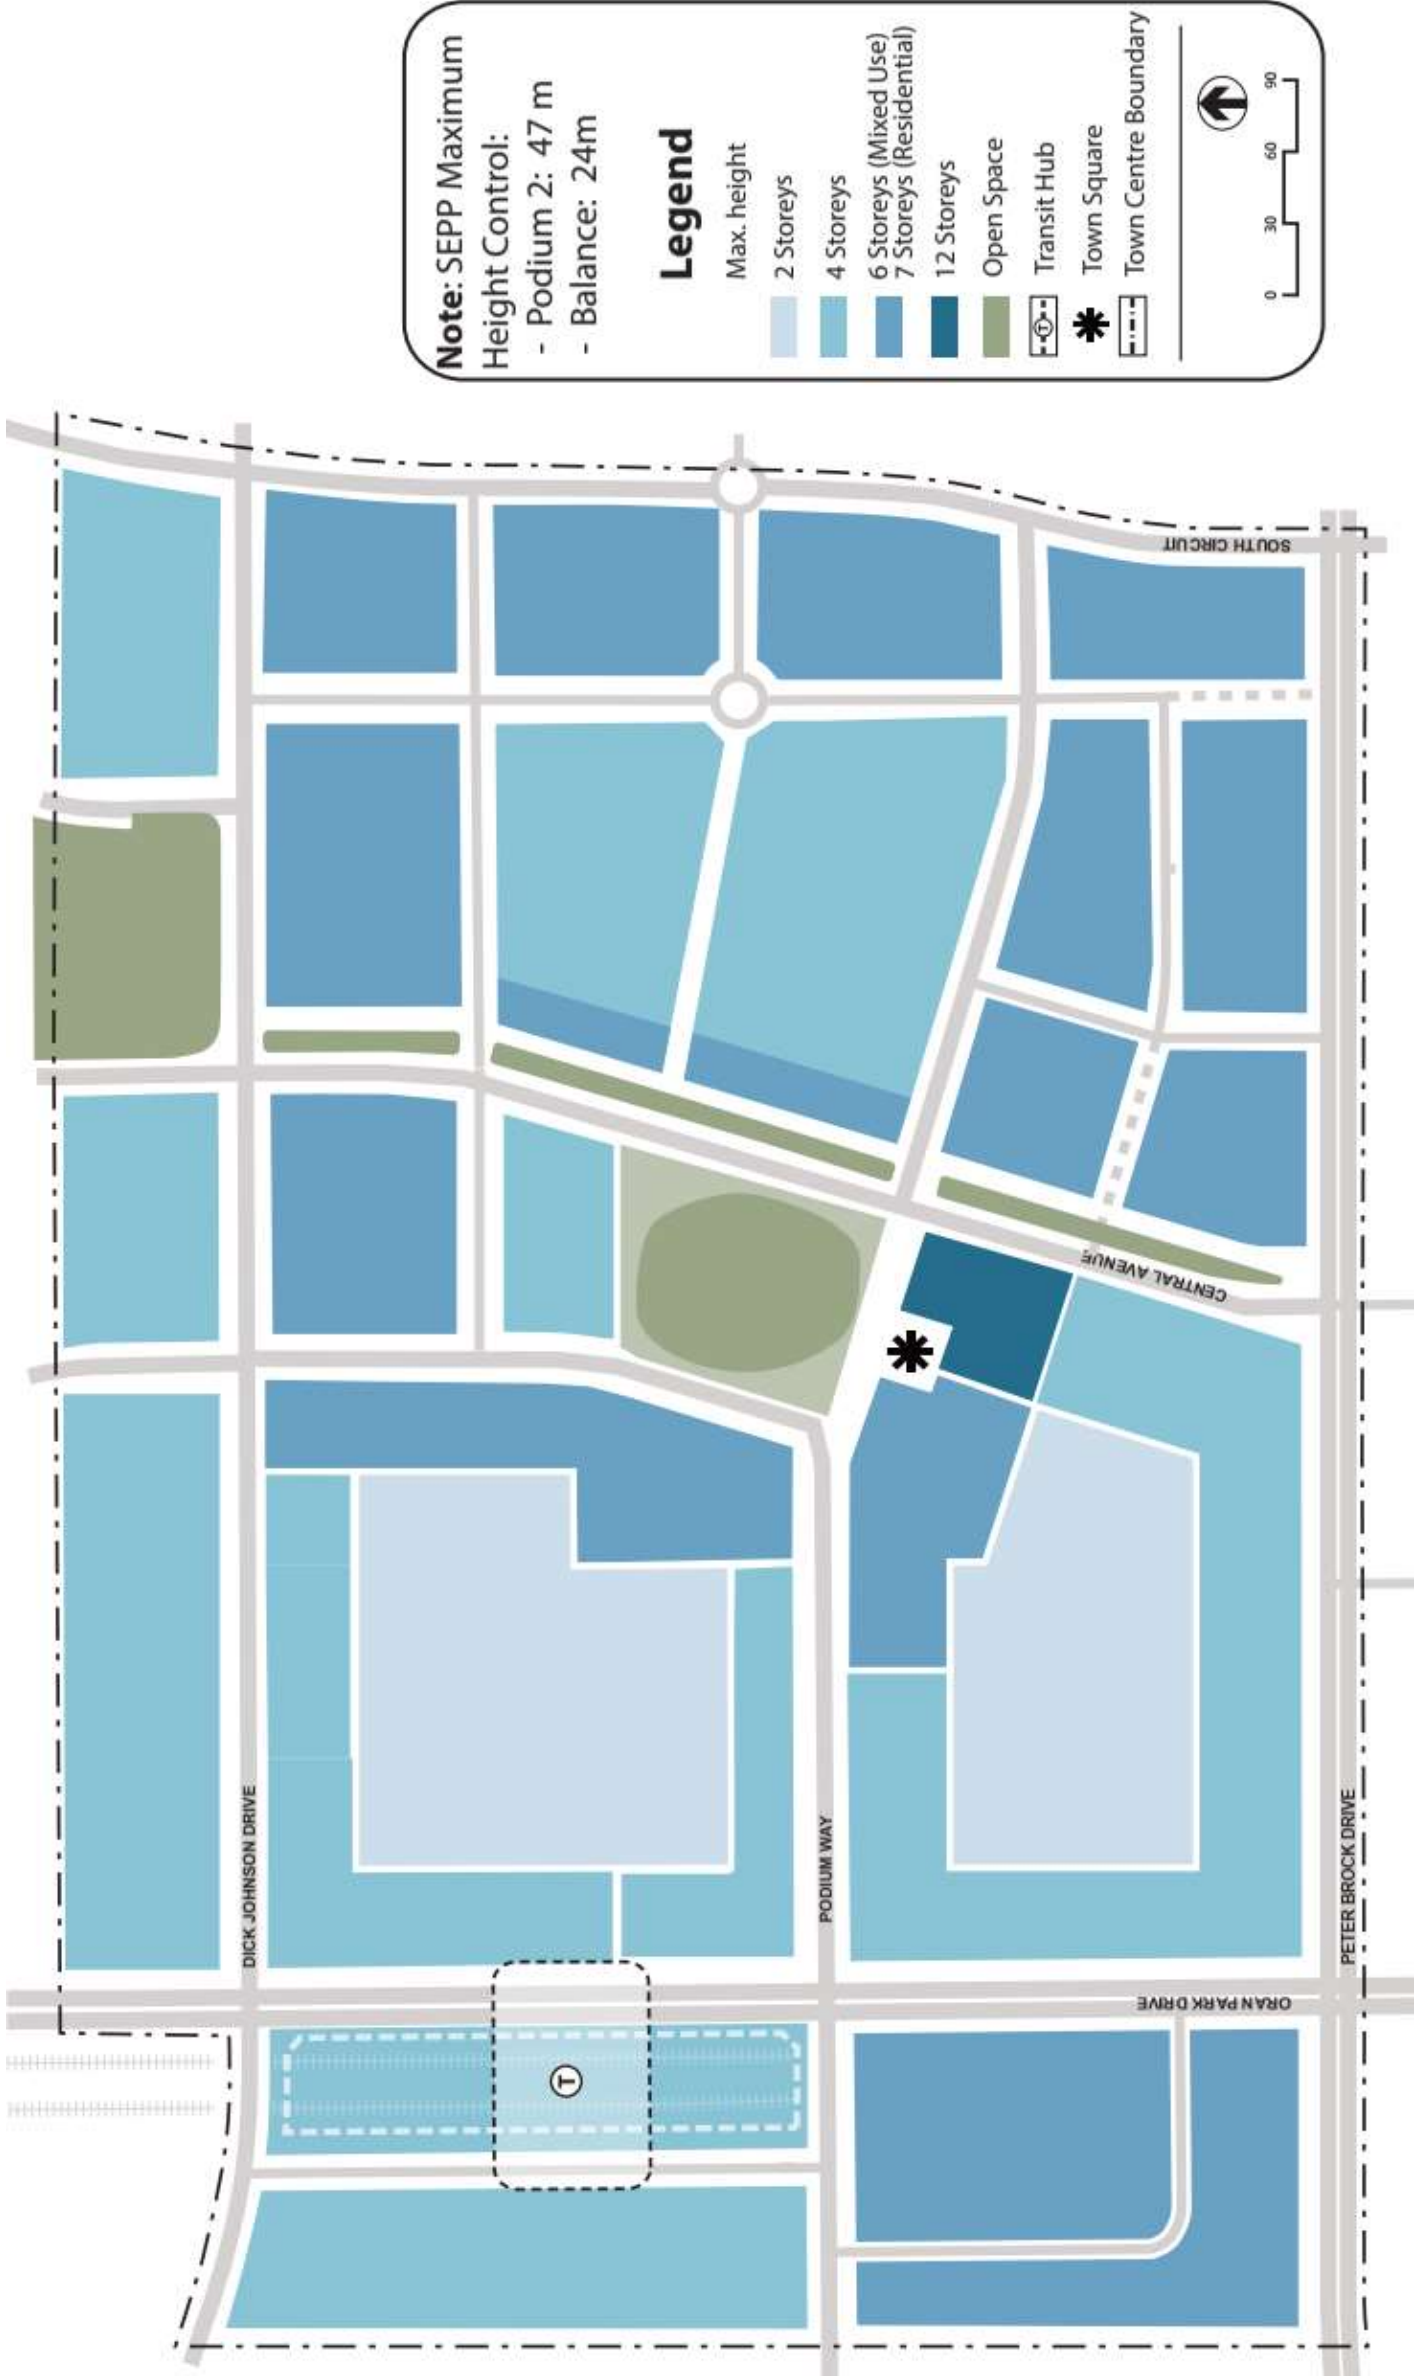 Note: SEPP Maximum
Height Control:
- Podium 2: 47 m
- Balance: 24m
Legend
Max. height
2 Storeys
4 Storeys
6 Storeys (Mixed Use)
7 Storeys (Residential)
12 Storeys
Open Space
T
Transit Hub
Town Square
Town Centre Boundary
0 30 60 90
SOUTH CIRCUIT
CENTRAL AVENUE
DICK JOHNSON DRIVE
PODIUM WAY
PETER BROCK DRIVE
ORAN PARK DRIVE
T